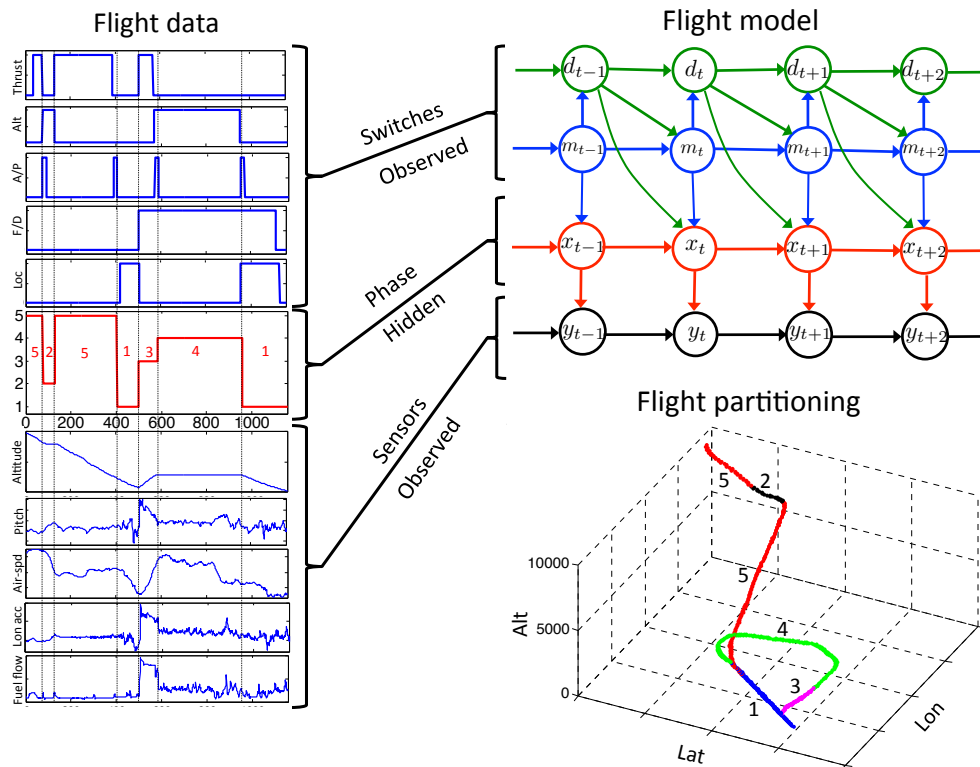 Flight data
Thrust
Alt
A/P
F/D
Loc
5
4
3
2
1
5 2 5 1 3 4 1
0 200 400 600 800 1000
Altitude
Pitch
Air-spd
Lon acc
Fuel flow
Switches
Observed
Phase
Hidden
Sensors
Observed
Flight model
d_{t-1} d_t d_{t+1} d_{t+2}
m_{t-1} m_t m_{t+1} m_{t+2}
x_{t-1} x_t x_{t+1} x_{t+2}
y_{t-1} y_t y_{t+1} y_{t+2}
Flight partitioning
10000
5000
0
Alt
Lat
Lon
5
2
5
4
3
1